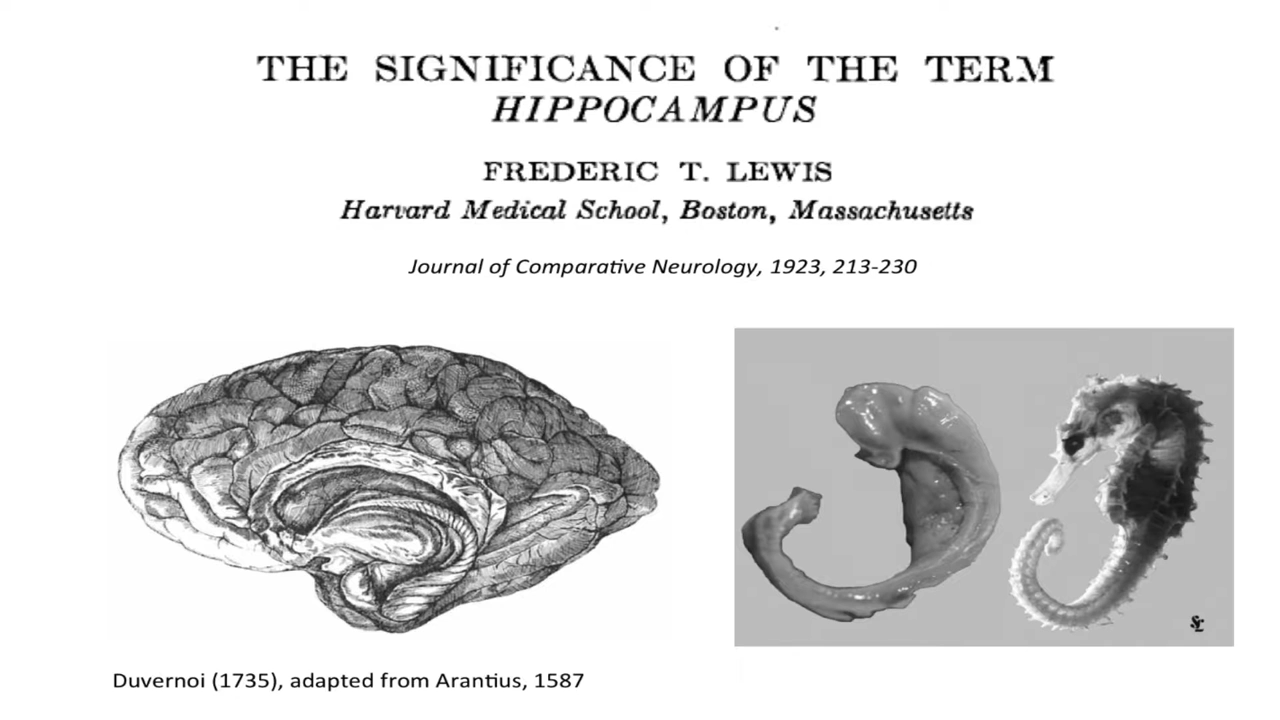 THE SIGNIFICANCE OF THE TERM
HIPPOCAMPUS
FREDERIC T. LEWIS
Harvard Medical School, Boston, Massachusetts
Journal of Comparative Neurology, 1923, 213-230
Duvernoi (1735), adapted from Arantius, 1587